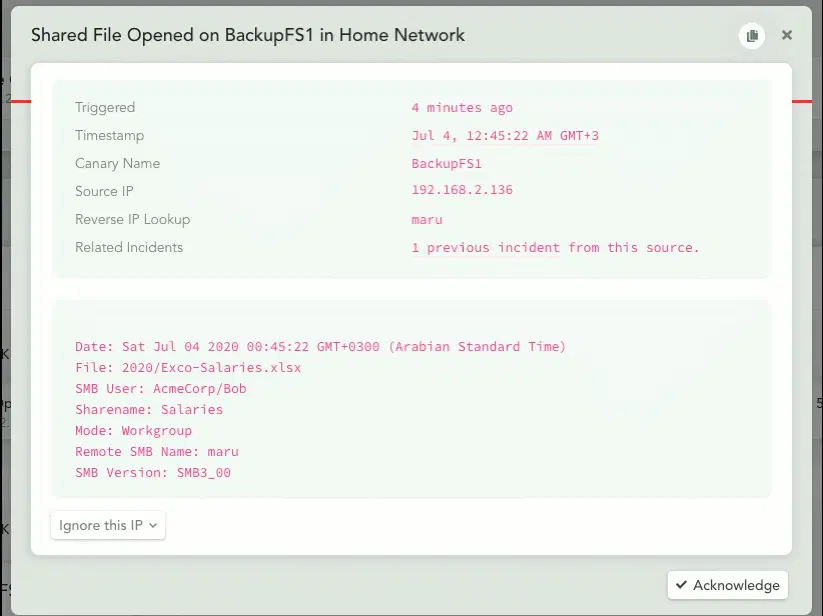 Shared File Opened on BackupFS1 in Home Network
Triggered 4 minutes ago
Timestamp Jul 4, 12:45:22 AM GMT+3
Canary Name BackupFS1
Source IP 192.168.2.136
Reverse IP Lookup maru
Related Incidents 1 previous incident from this source.
Date: Sat Jul 04 2020 00:45:22 GMT+0300 (Arabian Standard Time)
File: 2020/Exco-Salaries.xlsx
SMB User: AcmeCorp/Bob
Sharename: Salaries
Mode: Workgroup
Remote SMB Name: maru
SMB Version: SMB3_00
Ignore this IP
Acknowledge